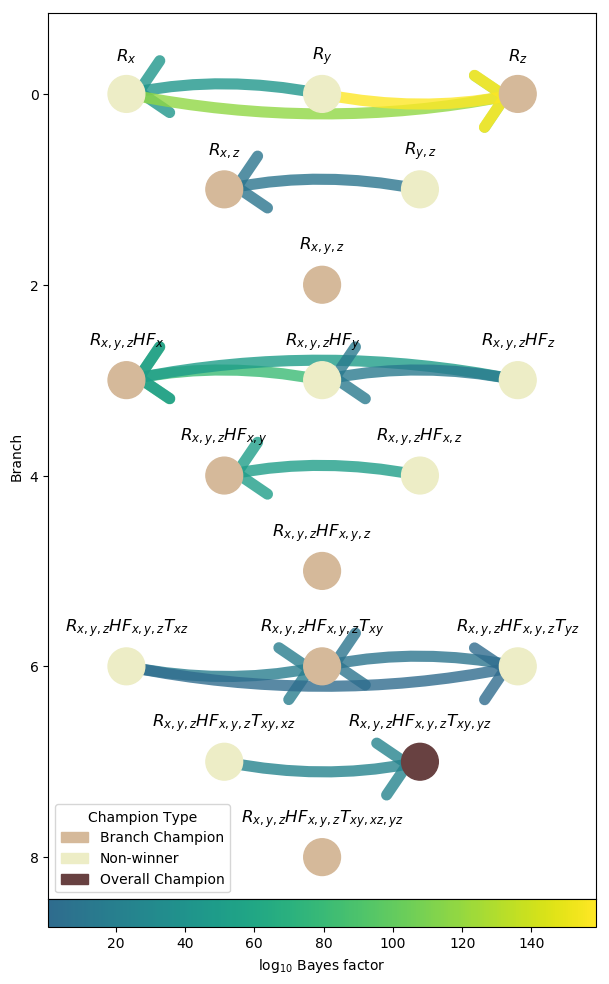 R_x R_y R_z
0
R_{x,z} R_{y,z}
R_{x,y,z}
2
R_{x,y,z}HF_x R_{x,y,z}HF_y R_{x,y,z}HF_z
R_{x,y,z}HF_{x,y} R_{x,y,z}HF_{x,z}
Branch
4
R_{x,y,z}HF_{x,y,z}
R_{x,y,z}HF_{x,y,z}T_{xz} R_{x,y,z}HF_{x,y,z}T_{xy} R_{x,y,z}HF_{x,y,z}T_{yz}
6
R_{x,y,z}HF_{x,y,z}T_{xy,xz} R_{x,y,z}HF_{x,y,z}T_{xy,yz}
R_{x,y,z}HF_{x,y,z}T_{xy,xz,yz}
8
Champion Type
Branch Champion
Non-winner
Overall Champion
20 40 60 80 100 120 140
log_{10} Bayes factor